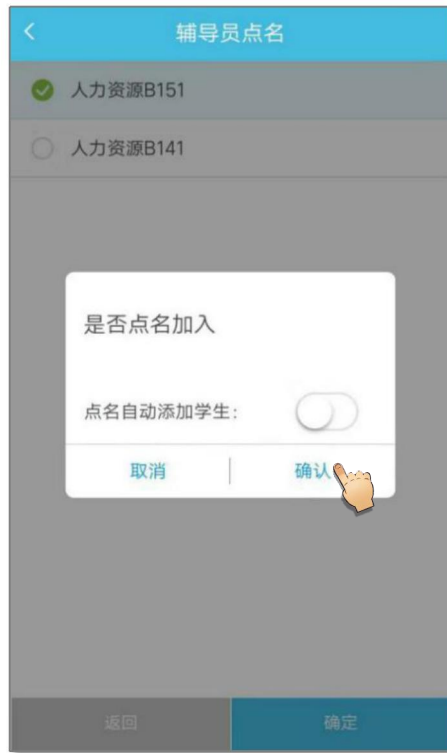 辅导员点名
人力资源B151
人力资源B141
是否点名加入
点名自动添加学生:
取消 确认
返回 确定